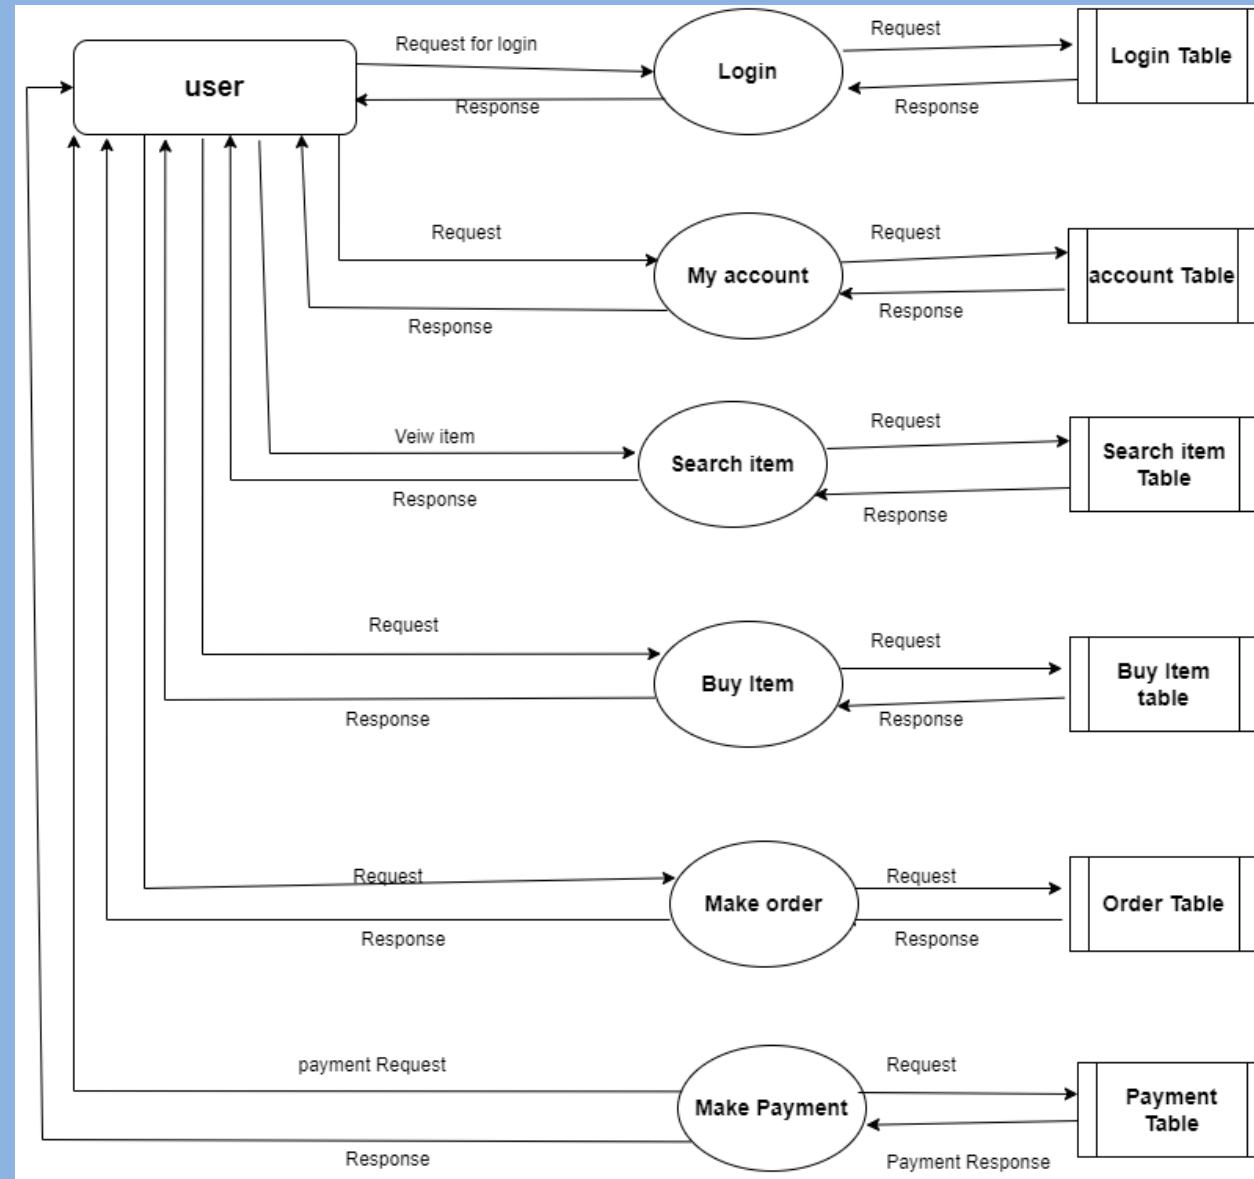 Request for login
Request
user
Login
Login Table
Response
Response
Request
Request
My account
account Table
Response
Response
Veiw item
Request
Search item
Search item
Table
Response
Response
Request
Request
Buy Item
Buy Item
table
Response
Response
Request
Request
Make order
Order Table
Response
Response
payment Request
Request
Make Payment
Payment
Table
Response
Payment Response